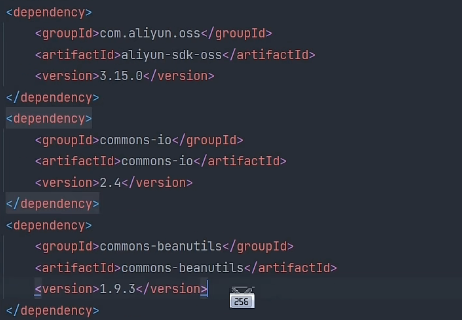 <dependency>
<groupId>com.aliyun.oss</groupId>
<artifactId>aliyun-sdk-oss</artifactId>
<version>3.15.0</version>
</dependency>
<dependency>
<groupId>commons-io</groupId>
<artifactId>commons-io</artifactId>
<version>2.4</version>
</dependency>
<dependency>
<groupId>commons-beanutils</groupId>
<artifactId>commons-beanutils</artifactId>
<version>1.9.3</version>
256
</dependency>